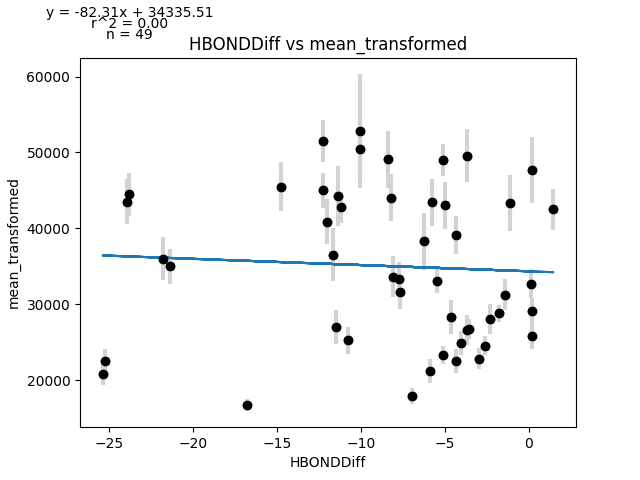 y = -82.31x + 34335.51
r^2 = 0.00
n = 49
HBONDDiff vs mean_transformed
60000
50000
40000
30000
20000
mean_transformed
−25
−20
−15
−10
−5
0
HBONDDiff